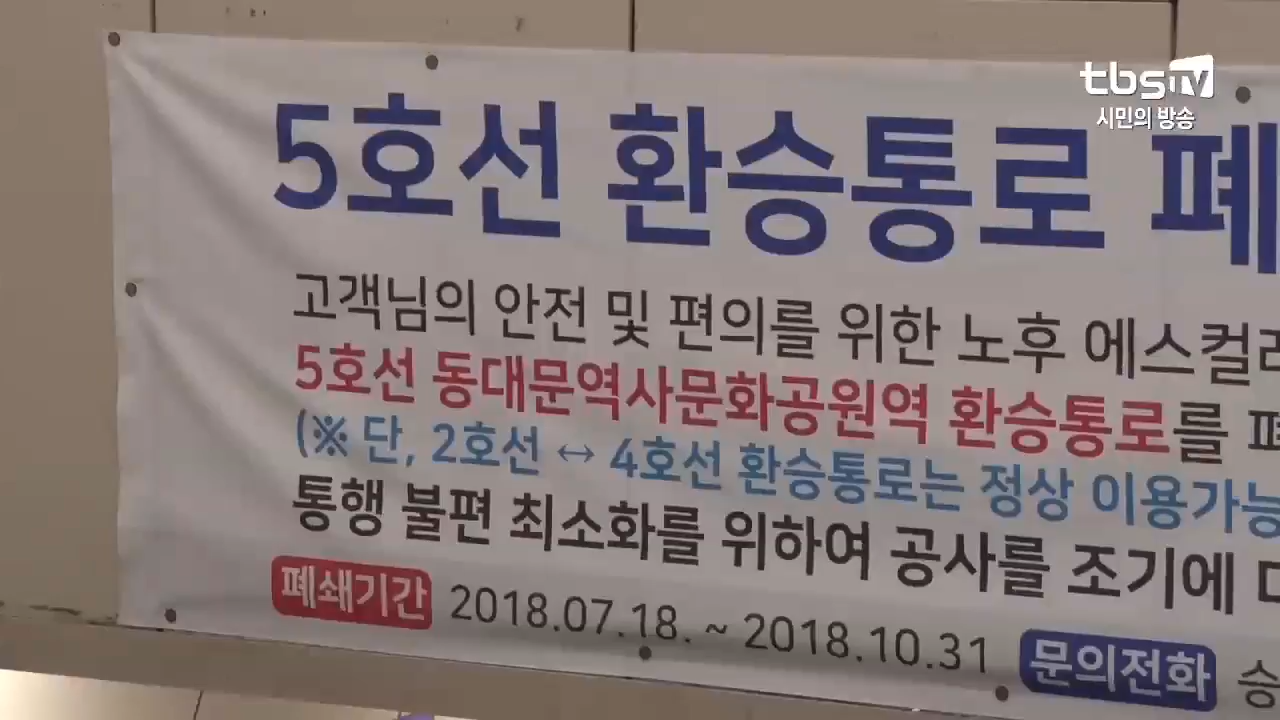 tbsTV
시민의 방송
5호선 환승통로
고객님의 안전 및 편의를 위한 노후
5호선 동대문역사문화공원역 환승통로를
(※ 단, 2호선 ↔ 4호선 환승통로는 정상 이용가능
통행 불편 최소화를 위하여 공사를 조기에
폐쇄기간 2018.07.18. ~ 2018.10.31 문의전화